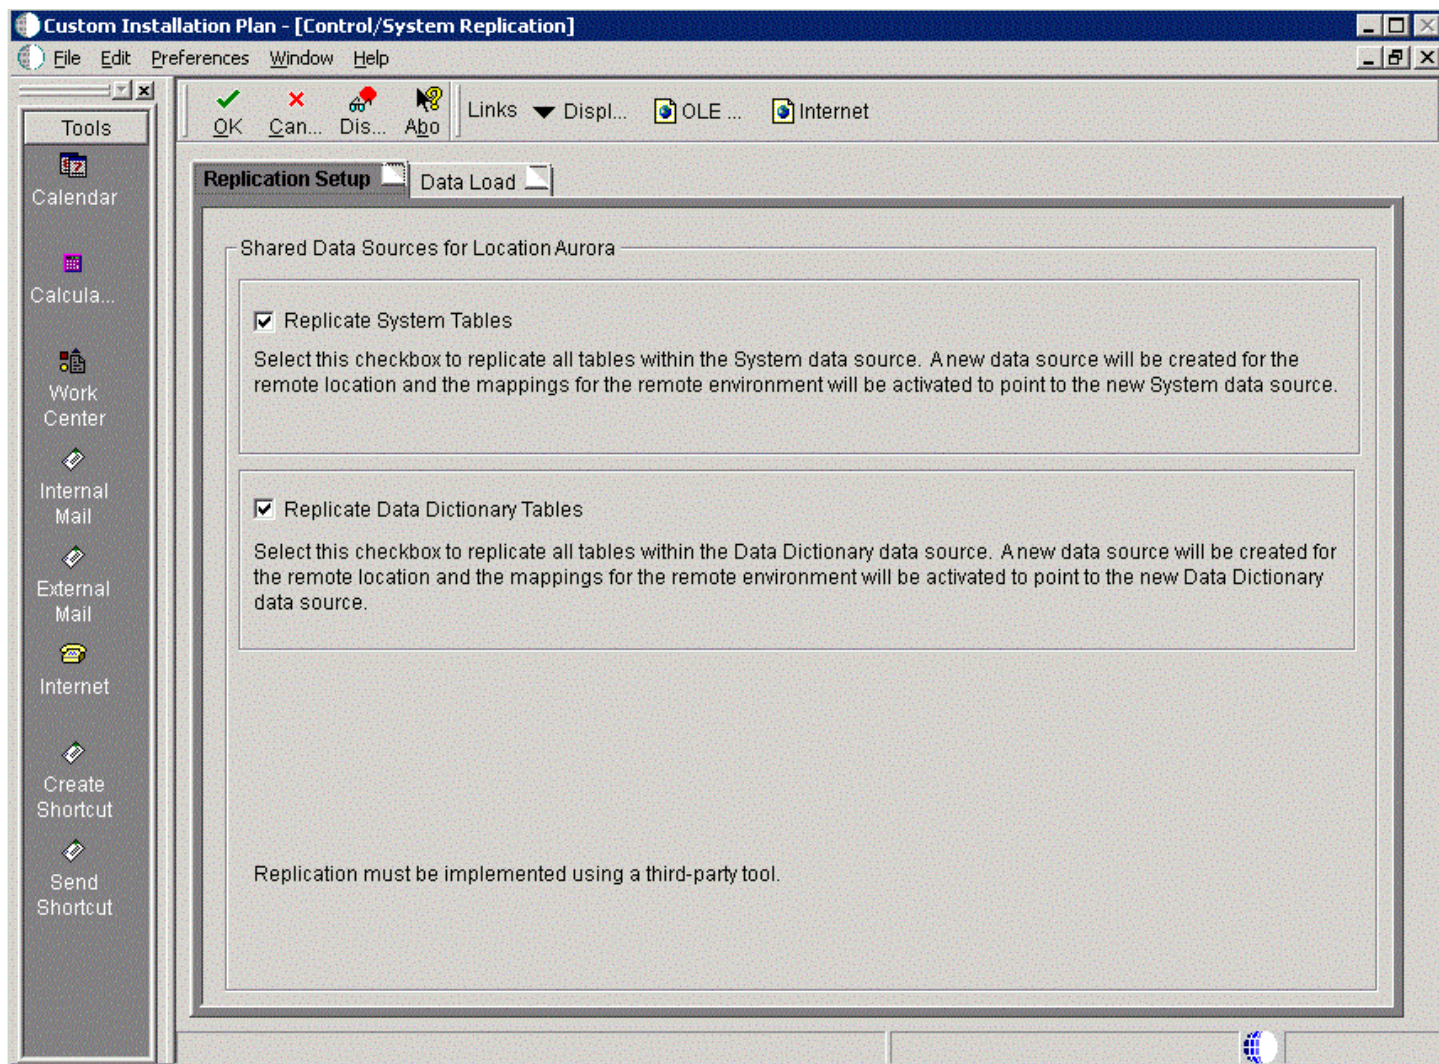 Custom Installation Plan - [Control/System Replication]
File Edit Preferences Window Help
Tools
Calendar
Calcula...
Work
Center
Internal
Mail
External
Mail
Internet
Create
Shortcut
Send
Shortcut
OK Can... Dis... Abo Links Displ... OLE ... Internet
Replication Setup Data Load
Shared Data Sources for Location Aurora
Replicate System Tables
Select this checkbox to replicate all tables within the System data source. A new data source will be created for the
remote location and the mappings for the remote environment will be activated to point to the new System data source.
Replicate Data Dictionary Tables
Select this checkbox to replicate all tables within the Data Dictionary data source. A new data source will be created for
the remote location and the mappings for the remote environment will be activated to point to the new Data Dictionary
data source.
Replication must be implemented using a third-party tool.